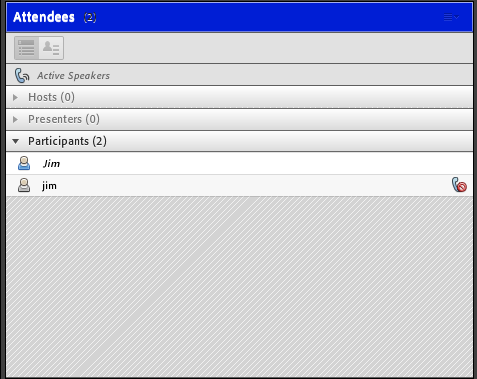 Attendees (2)
Active Speakers
Hosts (0)
Presenters (0)
Participants (2)
Jim
jim